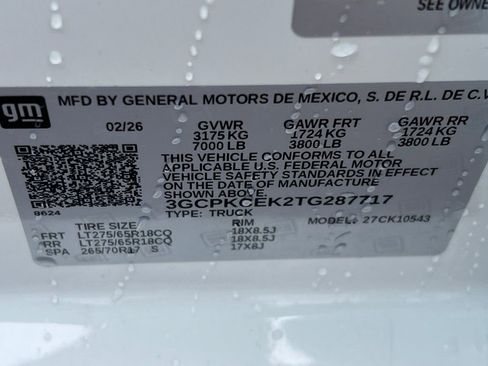 SEE OWNE
gm
MFD BY GENERAL MOTORS DE MEXICO, S. DE R.L. DE C.V
02/26 GVWR GAWR FRT GAWR RR
3175 KG 1724 KG 1724 KG
7000 LB 3800 LB 3800 LB
THIS VEHICLE CONFORMS TO ALL
APPLICABLE U.S. FEDERAL MOTOR
VEHICLE SAFETY STANDARDS IN EFFECT
ON THE DATE OF MANUFACTURE
3GCPKCEK2TG287717
8624 TYPE: TRUCK MODEL: 27CK10543
TIRE SIZE RIM
FRT LT275/65R18CQ 18X8.5J
RR LT275/65R18CQ 18X8.5J
SPA 265/70R17 S 17X8J